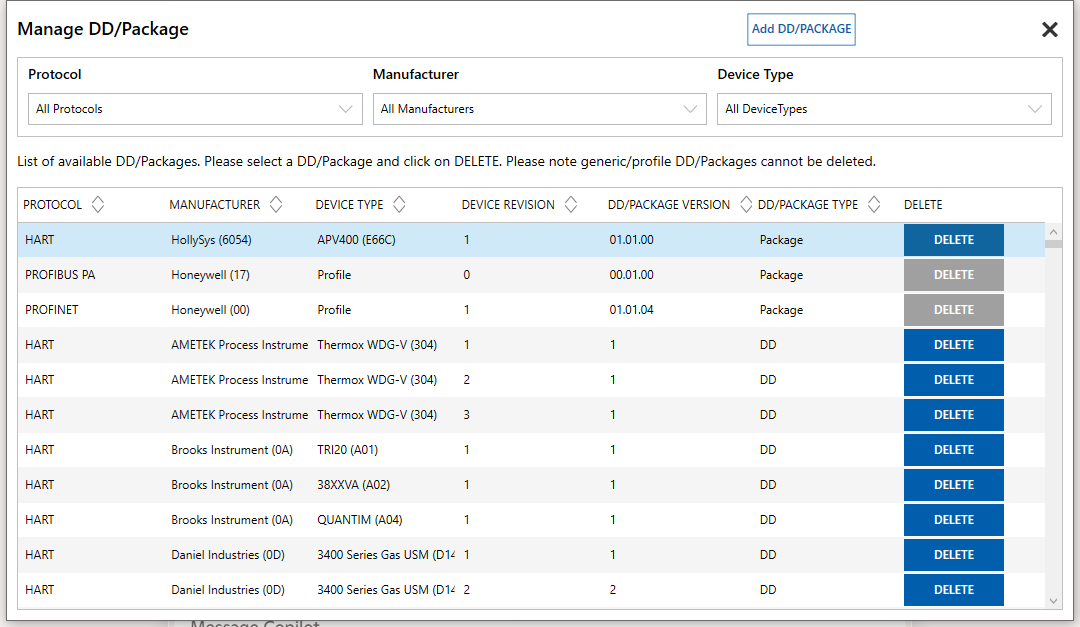 Manage DD/Package
Add DD/PACKAGE
Protocol Manufacturer Device Type
All Protocols All Manufacturers All DeviceTypes
List of available DD/Packages. Please select a DD/Package and click on DELETE. Please note generic/profile DD/Packages cannot be deleted.
PROTOCOL MANUFACTURER DEVICE TYPE DEVICE REVISION DD/PACKAGE VERSION DD/PACKAGE TYPE DELETE
HART HollySys (6054) APV400 (E66C) 1 01.01.00 Package DELETE
PROFIBUS PA Honeywell (17) Profile 0 00.01.00 Package DELETE
PROFINET Honeywell (00) Profile 1 01.01.04 Package DELETE
HART AMETEK Process Instrume Thermox WDG-V (304) 1 1 DD DELETE
HART AMETEK Process Instrume Thermox WDG-V (304) 2 1 DD DELETE
HART AMETEK Process Instrume Thermox WDG-V (304) 3 1 DD DELETE
HART Brooks Instrument (0A) TRI20 (A01) 1 1 DD DELETE
HART Brooks Instrument (0A) 38XXVA (A02) 1 1 DD DELETE
HART Brooks Instrument (0A) QUANTIM (A04) 1 1 DD DELETE
HART Daniel Industries (0D) 3400 Series Gas USM (D14 1 1 DD DELETE
HART Daniel Industries (0D) 3400 Series Gas USM (D14 2 2 DD DELETE
Message Copilot